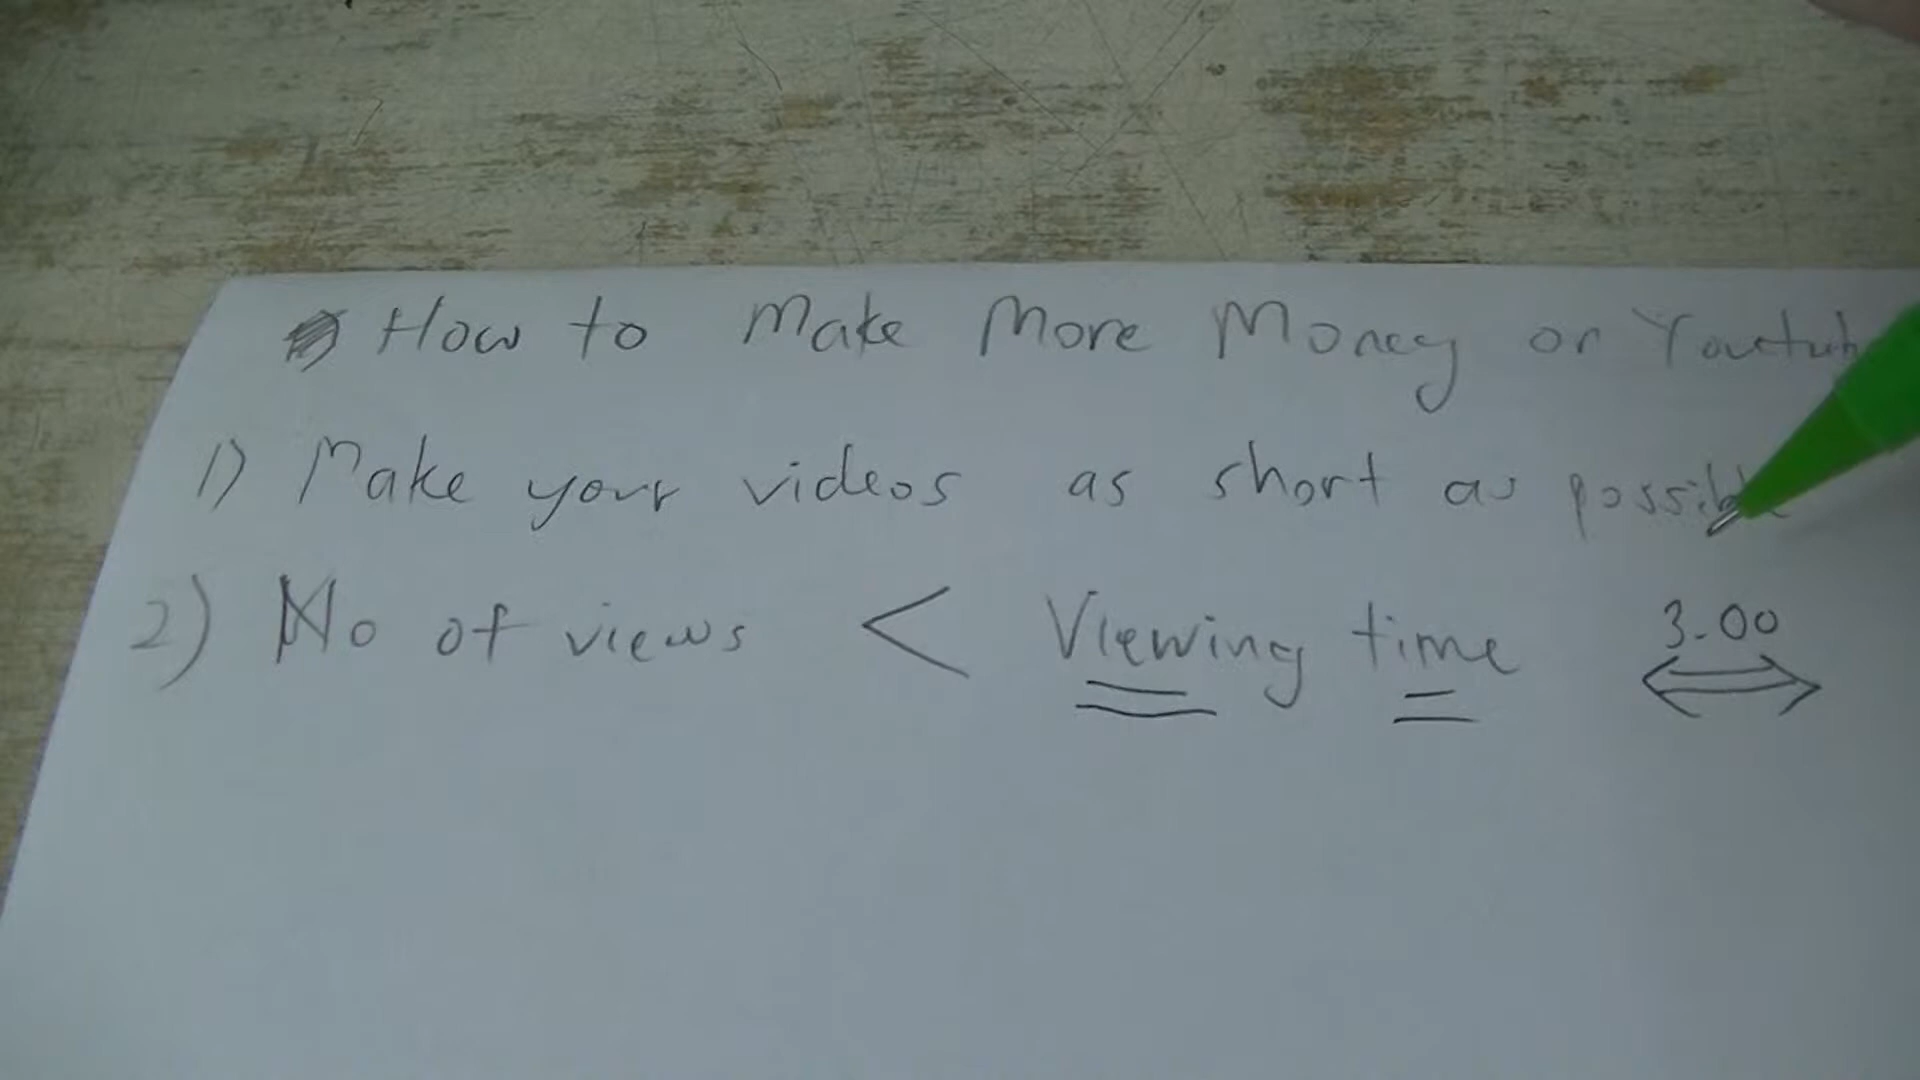 How to Make More Money on Youtube
1) Make your videos as short as possible
2) No of views < Viewing time 3.00